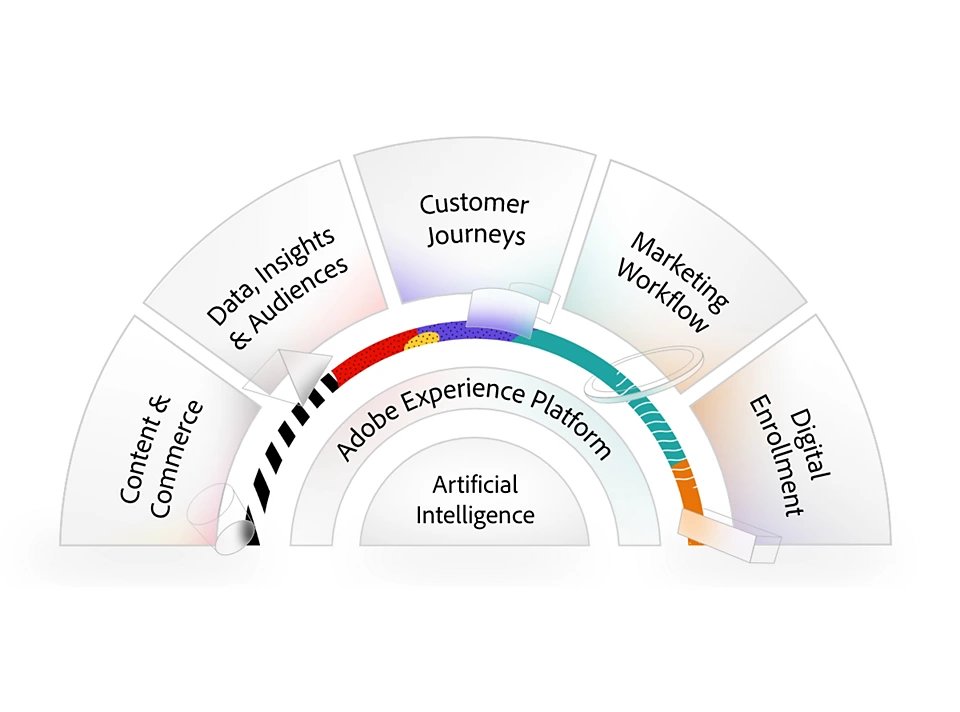 Content &
Commerce
Data, Insights
& Audiences
Customer
Journeys
Marketing
Workflow
Digital
Enrollment
Adobe Experience Platform
Artificial
Intelligence